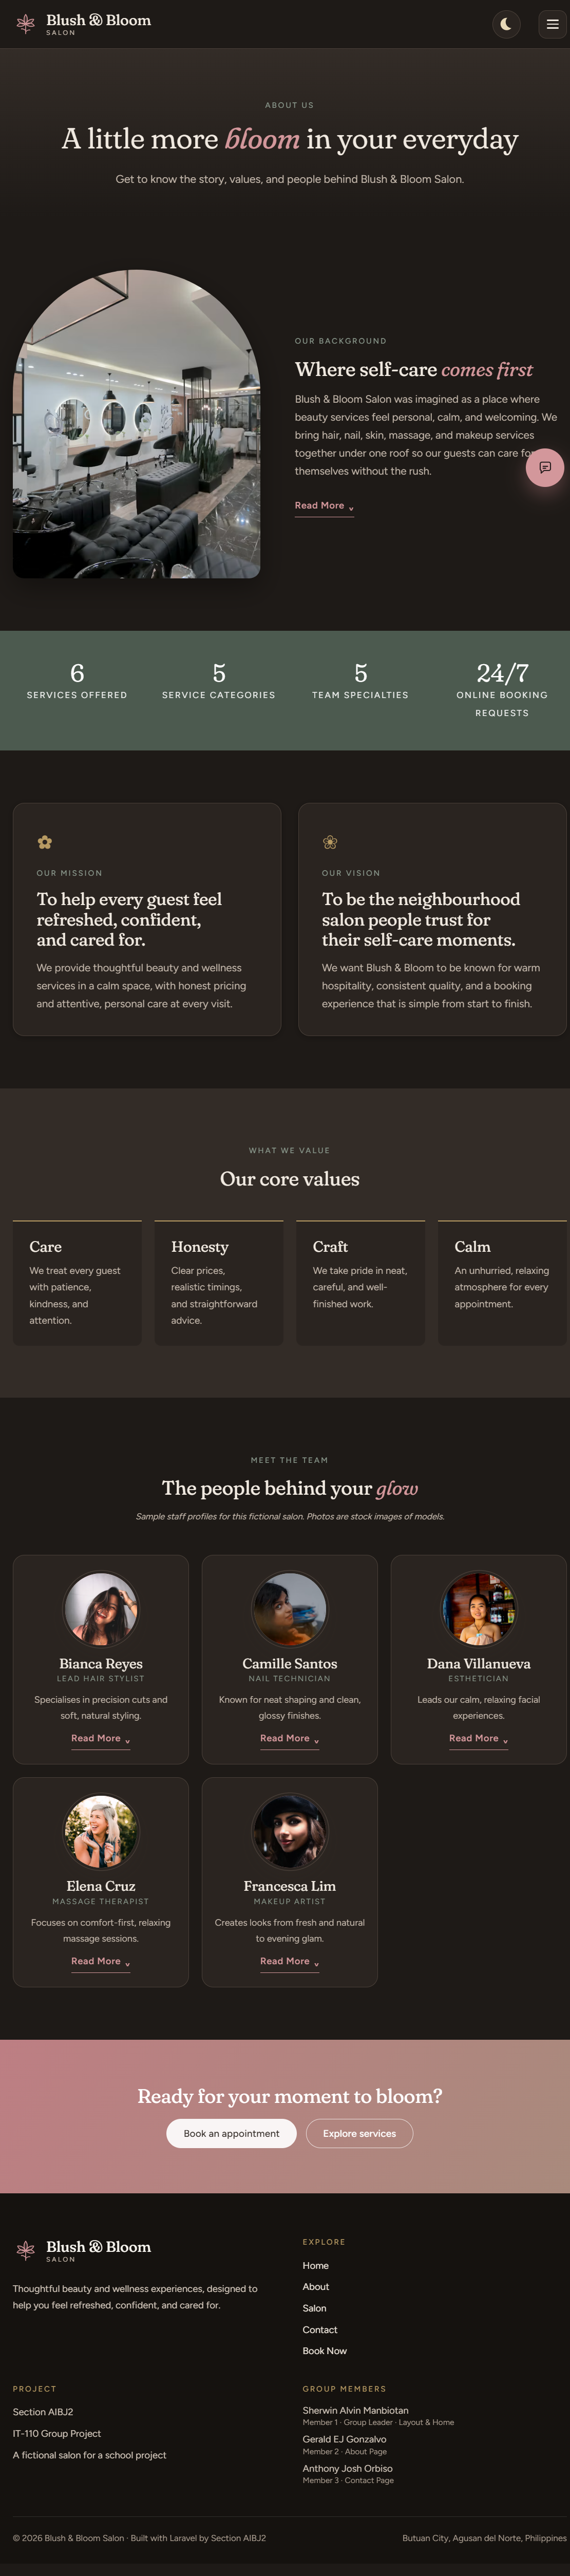 Blush & Bloom
SALON
ABOUT US
A little more bloom in your everyday
Get to know the story, values, and people behind Blush & Bloom Salon.
OUR BACKGROUND
Where self-care comes first
Blush & Bloom Salon was imagined as a place where
beauty services feel personal, calm, and welcoming. We
bring hair, nail, skin, massage, and makeup services
together under one roof so our guests can care for
themselves without the rush.
Read More
6
SERVICES OFFERED
5
SERVICE CATEGORIES
5
TEAM SPECIALTIES
24/7
ONLINE BOOKING
REQUESTS
OUR MISSION
To help every guest feel
refreshed, confident,
and cared for.
We provide thoughtful beauty and wellness
services in a calm space, with honest pricing
and attentive, personal care at every visit.
OUR VISION
To be the neighbourhood
salon people trust for
their self-care moments.
We want Blush & Bloom to be known for warm
hospitality, consistent quality, and a booking
experience that is simple from start to finish.
WHAT WE VALUE
Our core values
Care
We treat every guest
with patience,
kindness, and
attention.
Honesty
Clear prices,
realistic timings,
and straightforward
advice.
Craft
We take pride in neat,
careful, and well-
finished work.
Calm
An unhurried, relaxing
atmosphere for every
appointment.
MEET THE TEAM
The people behind your glow
Sample staff profiles for this fictional salon. Photos are stock images of models.
Bianca Reyes
LEAD HAIR STYLIST
Specialises in precision cuts and
soft, natural styling.
Read More
Camille Santos
NAIL TECHNICIAN
Known for neat shaping and clean,
glossy finishes.
Read More
Dana Villanueva
ESTHETICIAN
Leads our calm, relaxing facial
experiences.
Read More
Elena Cruz
MASSAGE THERAPIST
Focuses on comfort-first, relaxing
massage sessions.
Read More
Francesca Lim
MAKEUP ARTIST
Creates looks from fresh and natural
to evening glam.
Read More
Ready for your moment to bloom?
Book an appointment
Explore services
Blush & Bloom
SALON
Thoughtful beauty and wellness experiences, designed to
help you feel refreshed, confident, and cared for.
EXPLORE
Home
About
Salon
Contact
Book Now
PROJECT
Section AIBJ2
IT-110 Group Project
A fictional salon for a school project
GROUP MEMBERS
Sherwin Alvin Manbiotan
Member 1 · Group Leader · Layout & Home
Gerald EJ Gonzalvo
Member 2 · About Page
Anthony Josh Orbiso
Member 3 · Contact Page
© 2026 Blush & Bloom Salon · Built with Laravel by Section AIBJ2
Butuan City, Agusan del Norte, Philippines